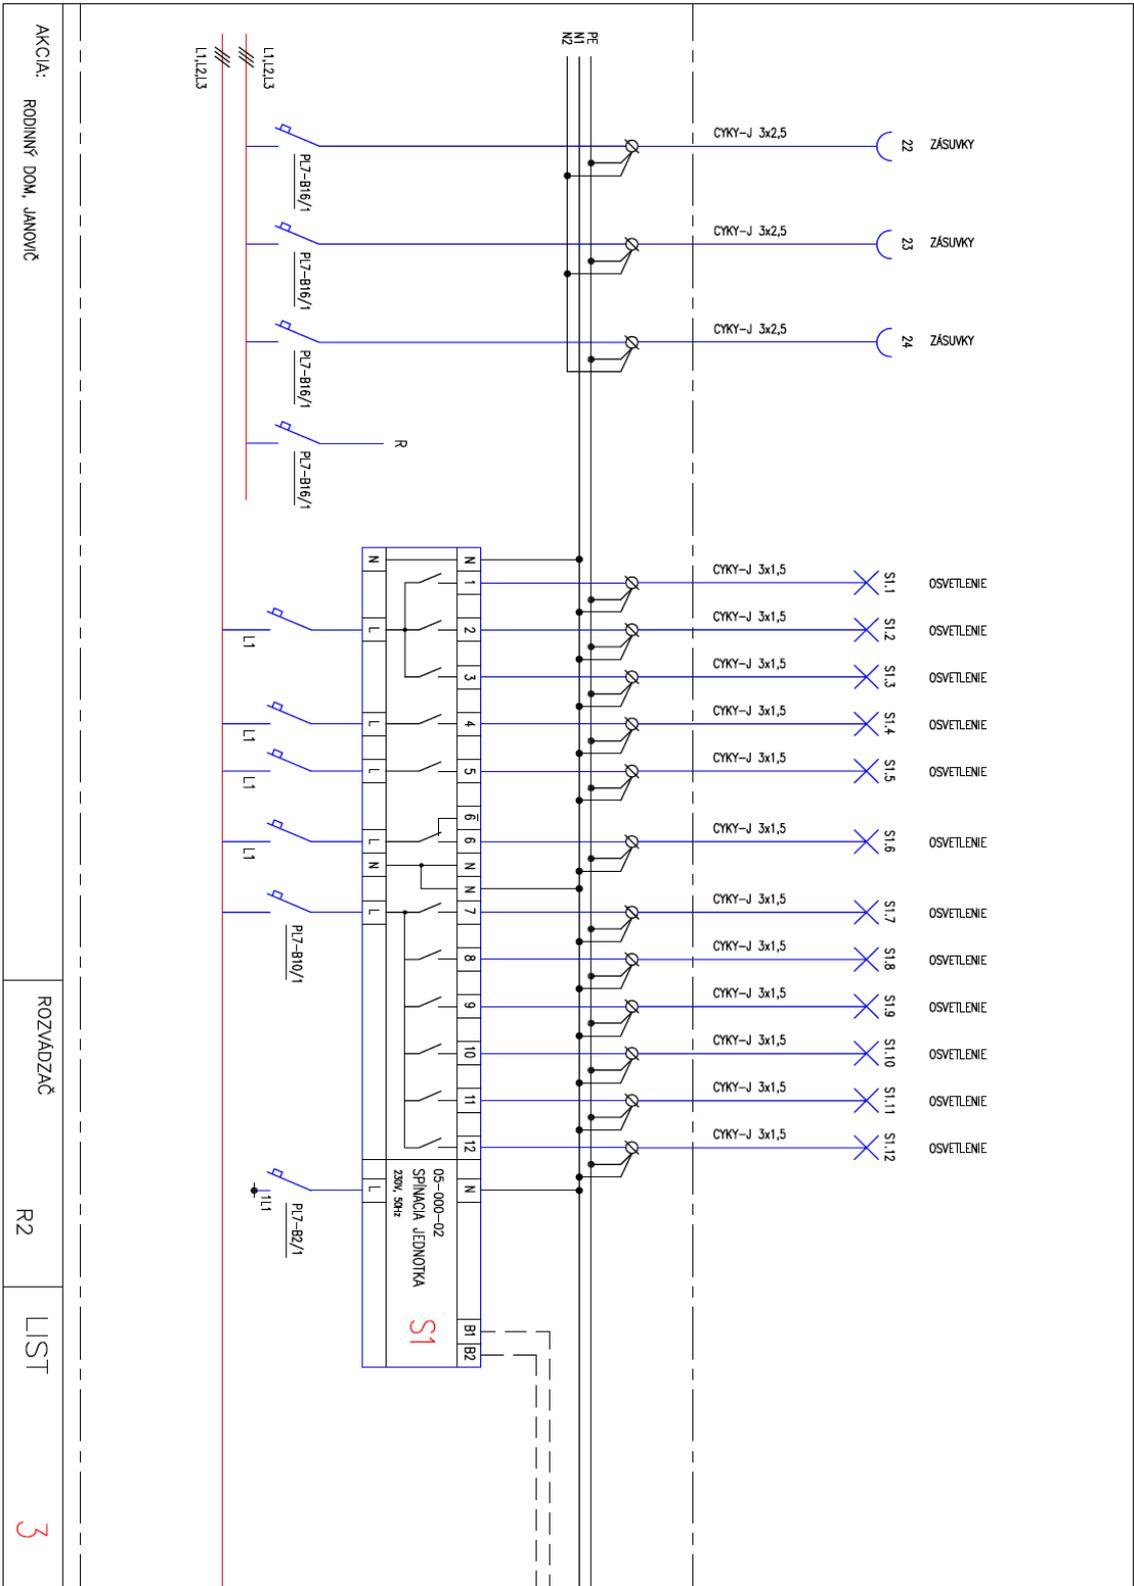 L1,L2,L3
L1,L2,L3
PE
N1
N2
PL7-B16/1
PL7-B16/1
PL7-B16/1
PL7-B16/1
R
CYKY-J 3x2,5
22
ZÁSUVKY
CYKY-J 3x2,5
23
ZÁSUVKY
CYKY-J 3x2,5
24
ZÁSUVKY
N
N
1
CYKY-J 3x1,5
S1.1
OSVETLENIE
L1
L
2
CYKY-J 3x1,5
S1.2
OSVETLENIE
3
CYKY-J 3x1,5
S1.3
OSVETLENIE
L1
L
4
CYKY-J 3x1,5
S1.4
OSVETLENIE
L1
L
5
CYKY-J 3x1,5
S1.5
OSVETLENIE
6
L1
L
6
CYKY-J 3x1,5
S1.6
OSVETLENIE
N
N
N
L
7
CYKY-J 3x1,5
S1.7
OSVETLENIE
PL7-B10/1
8
CYKY-J 3x1,5
S1.8
OSVETLENIE
9
CYKY-J 3x1,5
S1.9
OSVETLENIE
10
CYKY-J 3x1,5
S1.10
OSVETLENIE
11
CYKY-J 3x1,5
S1.11
OSVETLENIE
12
CYKY-J 3x1,5
S1.12
OSVETLENIE
1L1
PL7-B2/1
L
N
05-000-02
SPÍNACIA JEDNOTKA
230V, 50Hz
S1
B1
B2
AKCIA: RODINNÝ DOM, JANOVIČ
ROZVÁDZAČ
R2
LIST
3